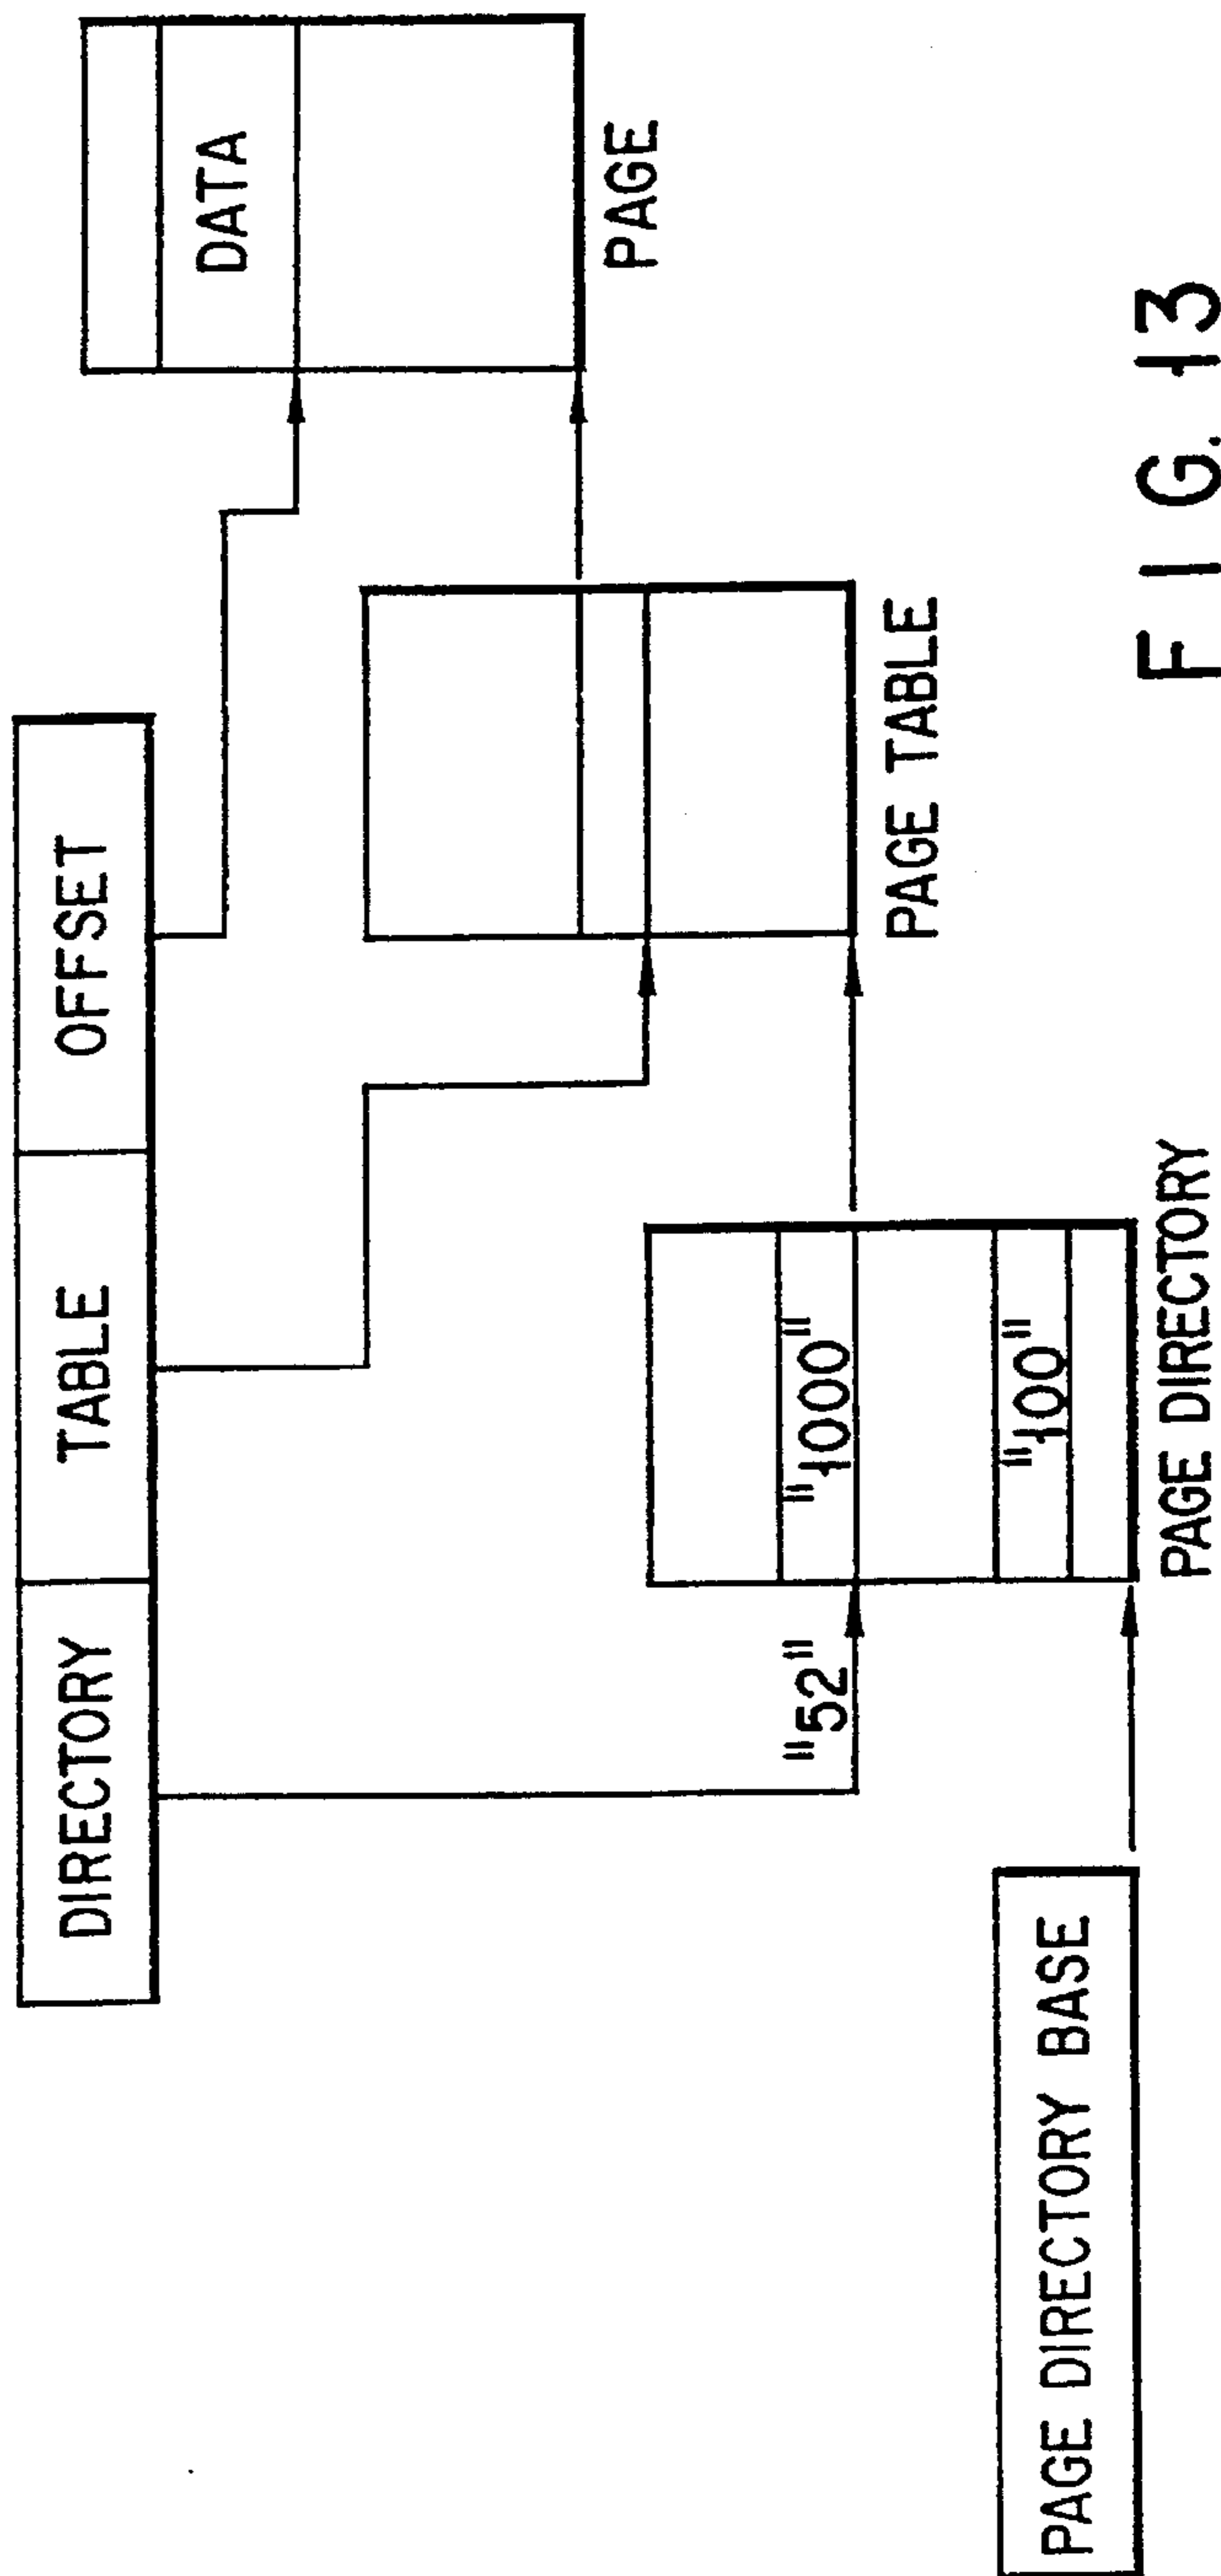 DIRECTORY
TABLE
OFFSET
DATA
PAGE
"52"
"1000"
"100"
PAGE TABLE
PAGE DIRECTORY BASE
PAGE DIRECTORY
FIG. 13